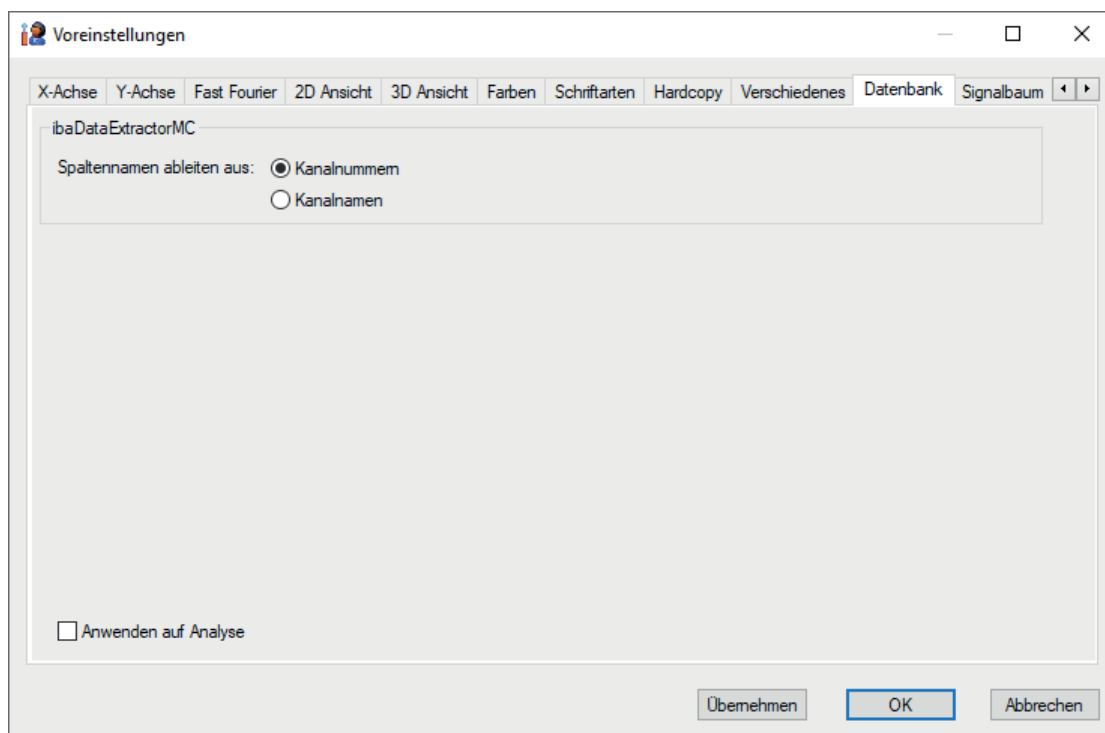 Voreinstellungen
X-Achse Y-Achse Fast Fourier 2D Ansicht 3D Ansicht Farben Schriftarten Hardcopy Verschiedenes Datenbank Signalbaum
ibaDataExtractorMC
Spaltennamen ableiten aus: Kanalnummern
Kanalnamen
Anwenden auf Analyse
Übernehmen OK Abbrechen